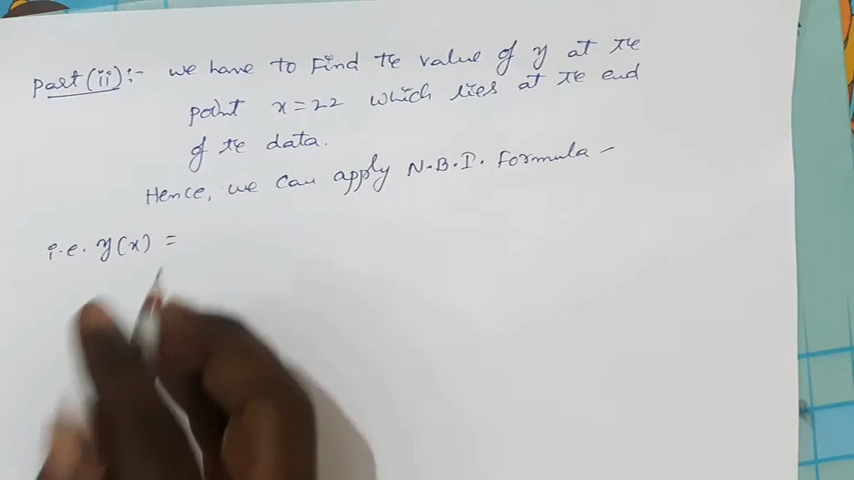 Part(ii):- we have to Find the value of y at the
point x=22 which lies at the end
of the data.
Hence, we can apply N.B.I. Formula -
i.e. y(x) =